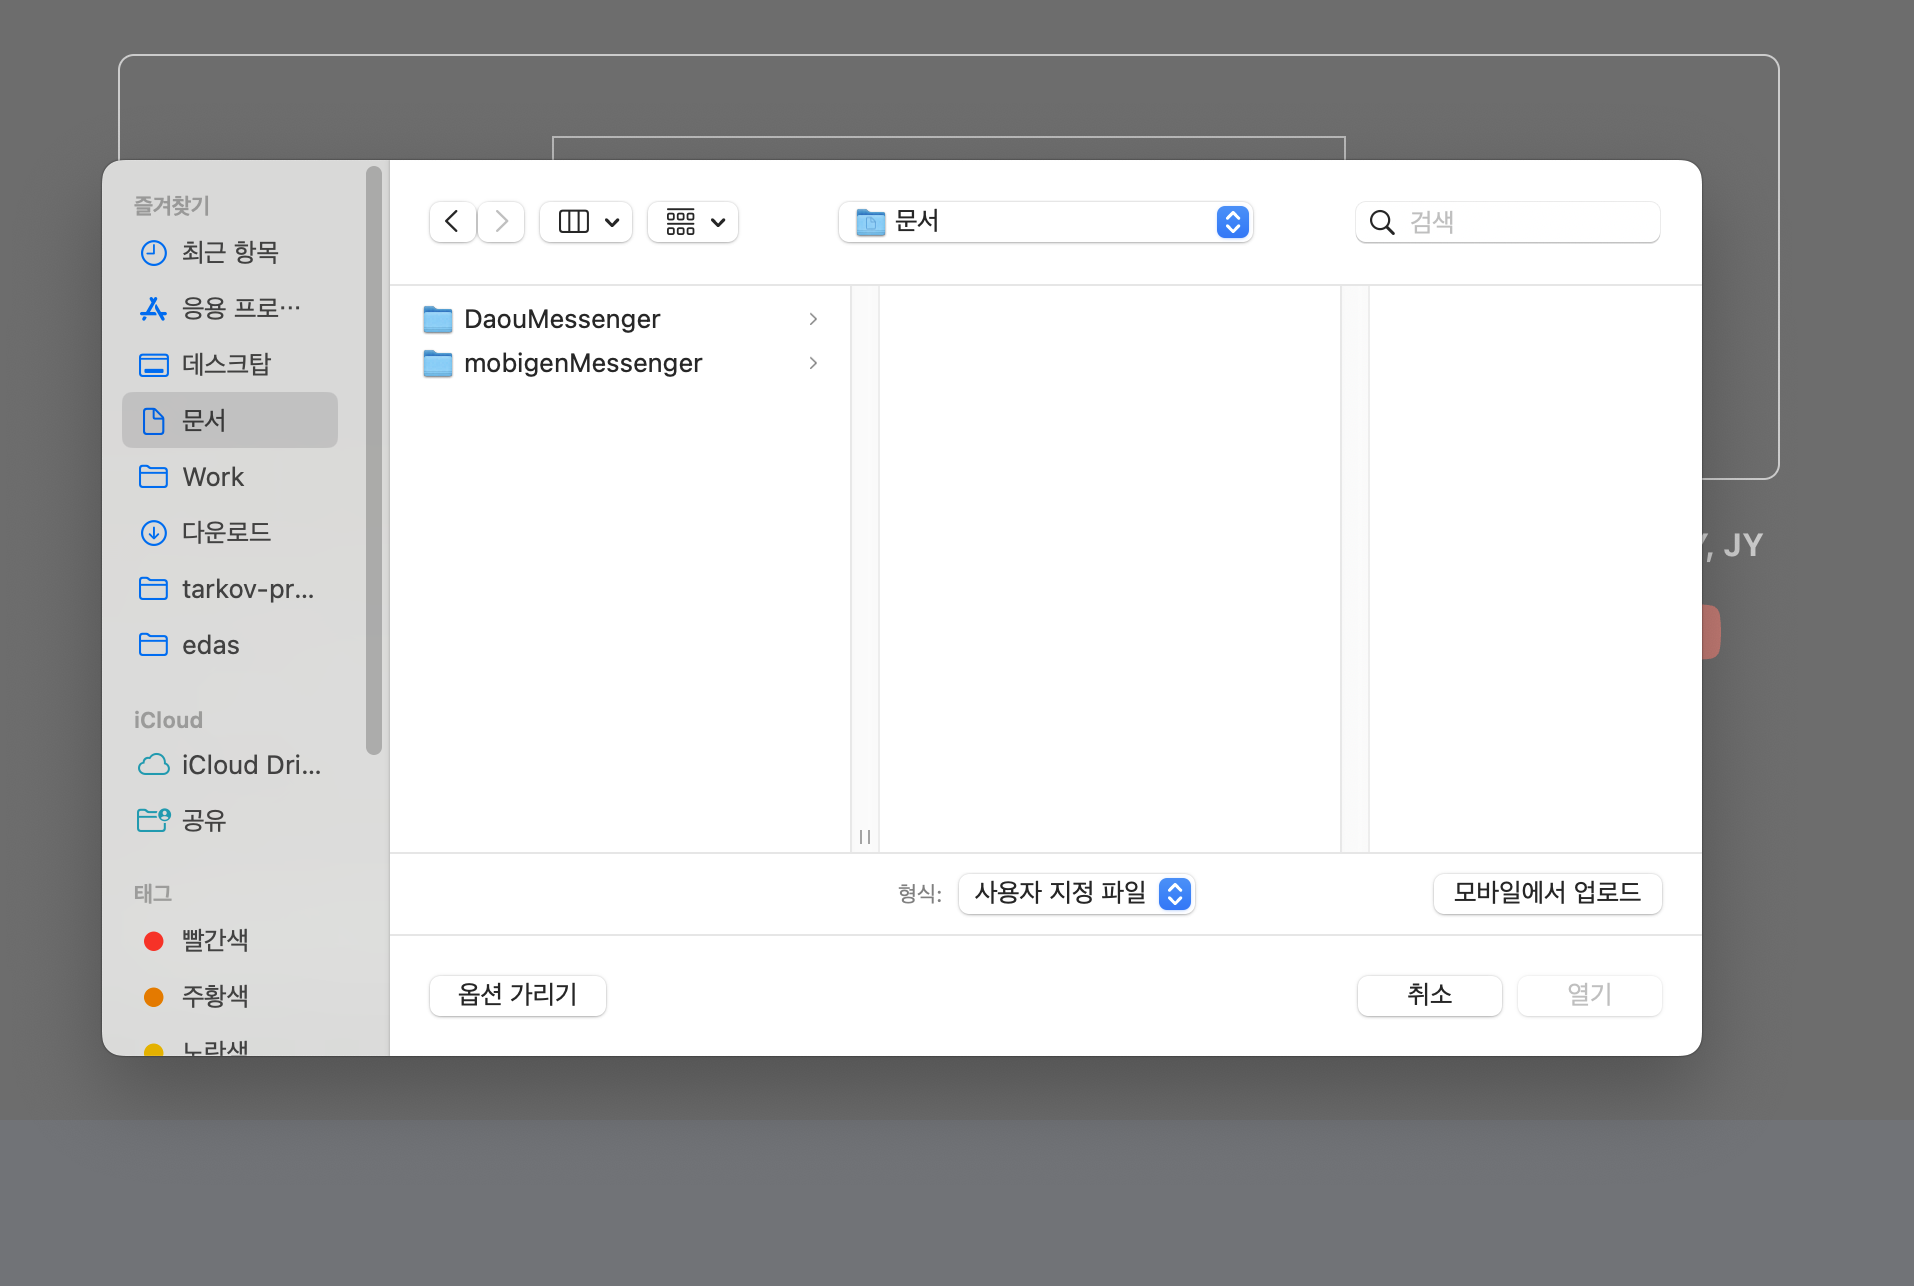 즐겨찾기
최근 항목
응용 프로…
데스크탑
문서
Work
다운로드
tarkov-pr...
edas
iCloud
iCloud Dri...
공유
태그
빨간색
주황색
노란색
문서
검색
DaouMessenger
mobigenMessenger
형식:
사용자 지정 파일
모바일에서 업로드
옵션 가리기
취소
열기
, JY